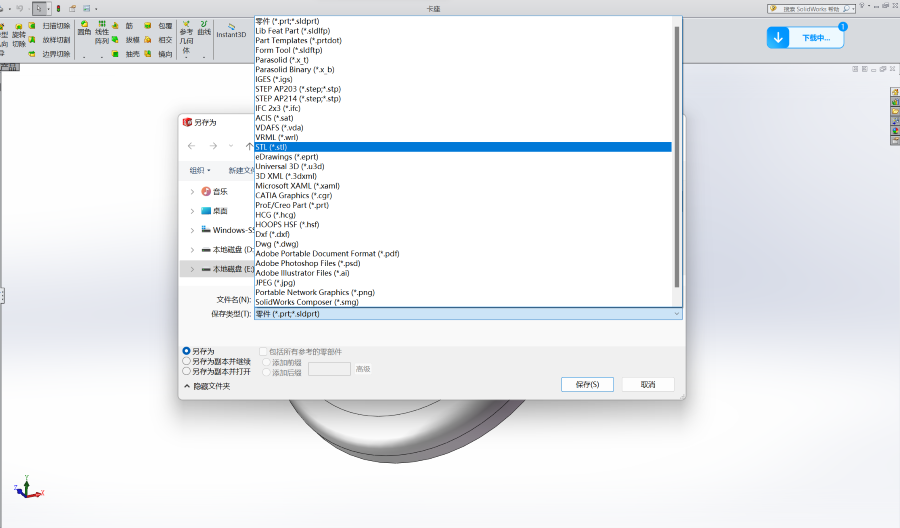 卡座
搜索 SolidWorks 帮助
扫描切除
筋
包覆
放样切割
拔模
相交
边界切除
抽壳
镜向
旋转切除
圆角
线性阵列
参考几何体
曲线
Instant3D
下载中...
1
产品
零件 (*.prt;*.sldprt)
Lib Feat Part (*.sldlfp)
Part Templates (*.prtdot)
Form Tool (*.sldftp)
Parasolid (*.x_t)
Parasolid Binary (*.x_b)
IGES (*.igs)
STEP AP203 (*.step;*.stp)
STEP AP214 (*.step;*.stp)
IFC 2x3 (*.ifc)
ACIS (*.sat)
VDAFS (*.vda)
VRML (*.wrl)
STL (*.stl)
eDrawings (*.eprt)
Universal 3D (*.u3d)
3D XML (*.3dxml)
Microsoft XAML (*.xaml)
CATIA Graphics (*.cgr)
ProE/Creo Part (*.prt)
HCG (*.hcg)
HOOPS HSF (*.hsf)
Dxf (*.dxf)
Dwg (*.dwg)
Adobe Portable Document Format (*.pdf)
Adobe Photoshop Files (*.psd)
Adobe Illustrator Files (*.ai)
JPEG (*.jpg)
Portable Network Graphics (*.png)
SolidWorks Composer (*.smg)
另存为
组织
新建文
音乐
桌面
Windows-SS
本地磁盘 (D:
本地磁盘 (E:
文件名(N):
保存类型(T): 零件 (*.prt;*.sldprt)
另存为
另存为副本并继续
另存为副本并打开
包括所有参考的零部件
添加前缀
添加后缀
高级
隐藏文件夹
保存(S)
取消
Y
Z
X